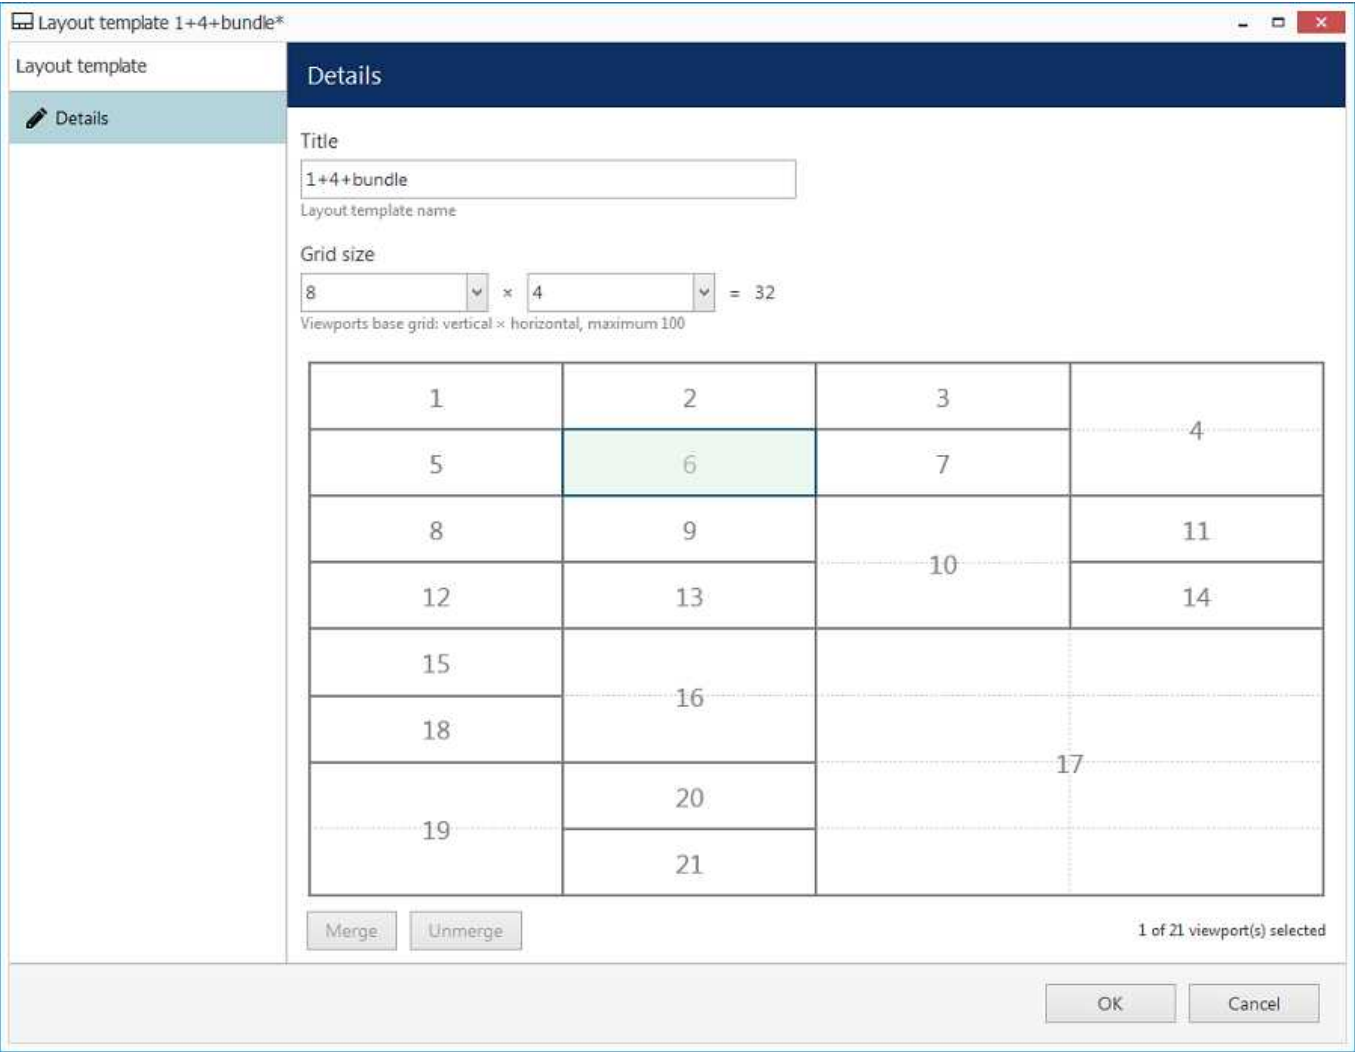 Layout template 1+4+bundle*
Layout template
Details
Details
Title
1+4+bundle
Layout template name
Grid size
8 × 4 = 32
Viewports base grid: vertical × horizontal, maximum 100
1 2 3
4
5 6 7
8 9 11
10
12 13 14
15
16
18
17
20
19
21
Merge Unmerge 1 of 21 viewport(s) selected
OK Cancel